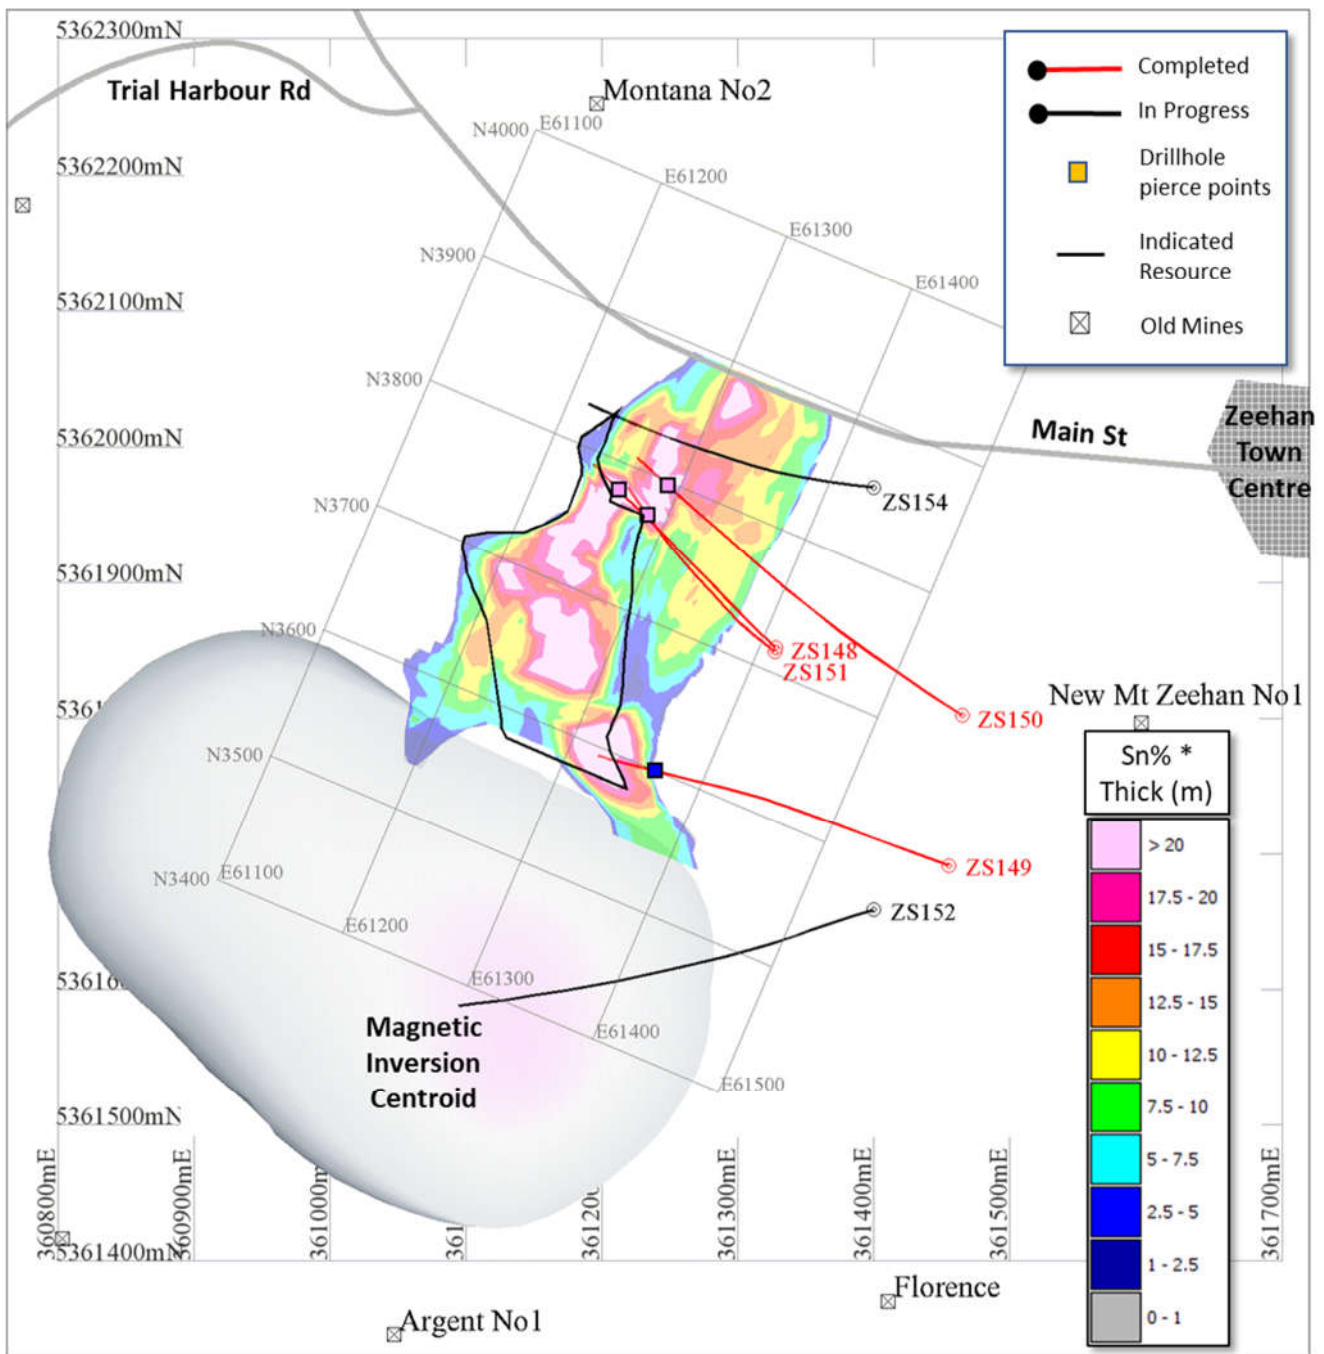 5362300mN
Trial Harbour Rd
Montana No2
Completed
In Progress
Drillhole
pierce points
Indicated
Resource
Old Mines
N4000
E61100
5362200mN
E61200
E61300
N3900
E61400
5362100mN
N3800
5362000mN
Main St
Zeehan
Town
Centre
N3700
ZS154
5361900mN
N3600
ZS148
ZS151
New Mt Zeehan No1
ZS150
N3500
Sn% *
Thick (m)
> 20
17.5 - 20
15 - 17.5
12.5 - 15
10 - 12.5
7.5 - 10
5 - 7.5
2.5 - 5
1 - 2.5
0 - 1
ZS149
N3400
E61100
ZS152
E61200
E61300
Magnetic
Inversion
Centroid
E61400
E61500
5361500mN
360800mE
360900mE
361200
361300mE
361400mE
361500mE
361700mE
5361400mN
Florence
Argent No1